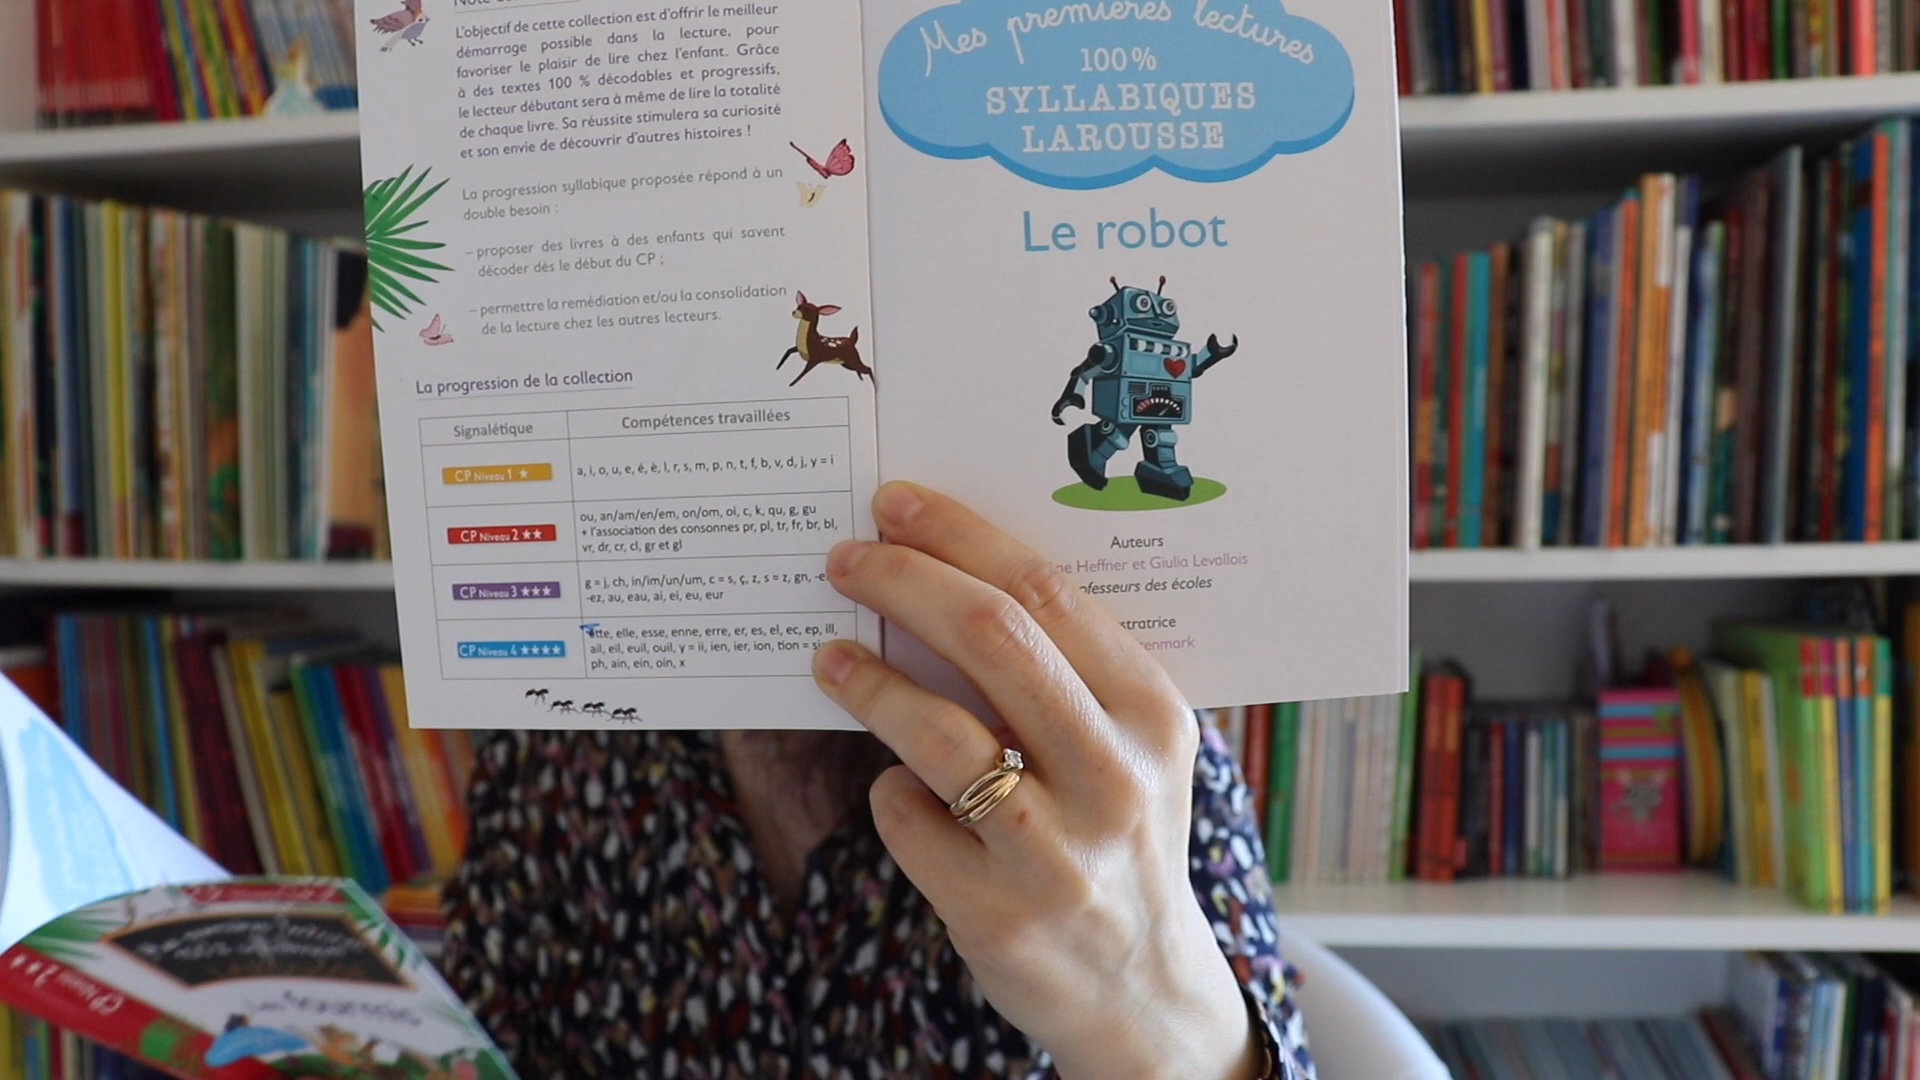 L'objectif de cette collection est d'offrir le meilleur
démarrage possible dans la lecture, pour
favoriser le plaisir de lire chez l'enfant. Grâce
à des textes 100 % décodables et progressifs,
le lecteur débutant sera à même de lire la totalité
de chaque livre. Sa réussite stimulera sa curiosité
et son envie de découvrir d'autres histoires !
La progression syllabique proposée répond à un
double besoin :
– proposer des livres à des enfants qui savent
décoder dès le début du CP ;
– permettre la remédiation et/ou la consolidation
de la lecture chez les autres lecteurs.
La progression de la collection
Signalétique
Compétences travaillées
CP Niveau 1 ★
a, i, o, u, e, é, è, l, r, s, m, p, n, t, f, b, v, d, j, y = i
CP Niveau 2 ★★
ou, an/am/en/em, on/om, oi, c, k, qu, g, gu
+ l'association des consonnes pr, pl, tr, fr, br, bl,
vr, dr, cr, cl, gr et gl
CP Niveau 3 ★★★
g = j, ch, in/im/un/um, c = s, ç, z, s = z, gn,
-ez, au, eau, ai, ei, eu, eur
CP Niveau 4 ★★★★
ette, elle, esse, enne, erre, er, es, el, ec, ep, ill,
ail, eil, euil, ouil, y = ii, ien, ier, ion, tion =
ph, ain, ein, oin, x
Mes premières lectures
100%
SYLLABIQUES
LAROUSSE
Le robot
Auteurs
Heffner et Giulia Levallois
des écoles